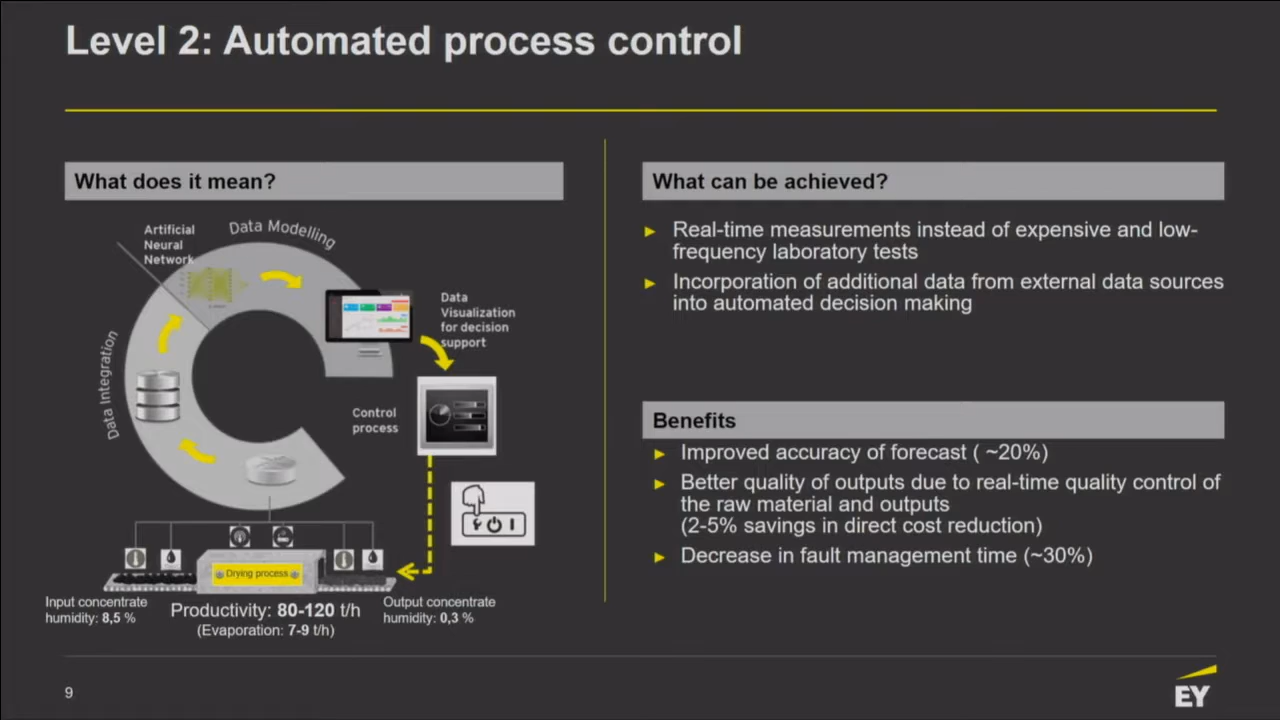 Level 2: Automated process control
What does it mean?
Artificial
Neural
Network
Data Modelling
Data Integration
Data
Visualization
for decision
support
Control
process
Drying process
Input concentrate
humidity: 8,5 %
Productivity: 80-120 t/h
(Evaporation: 7-9 t/h)
Output concentrate
humidity: 0,3 %
What can be achieved?
► Real-time measurements instead of expensive and low-
frequency laboratory tests
► Incorporation of additional data from external data sources
into automated decision making
Benefits
► Improved accuracy of forecast ( ~20%)
► Better quality of outputs due to real-time quality control of
the raw material and outputs
(2-5% savings in direct cost reduction)
► Decrease in fault management time (~30%)
9
EY